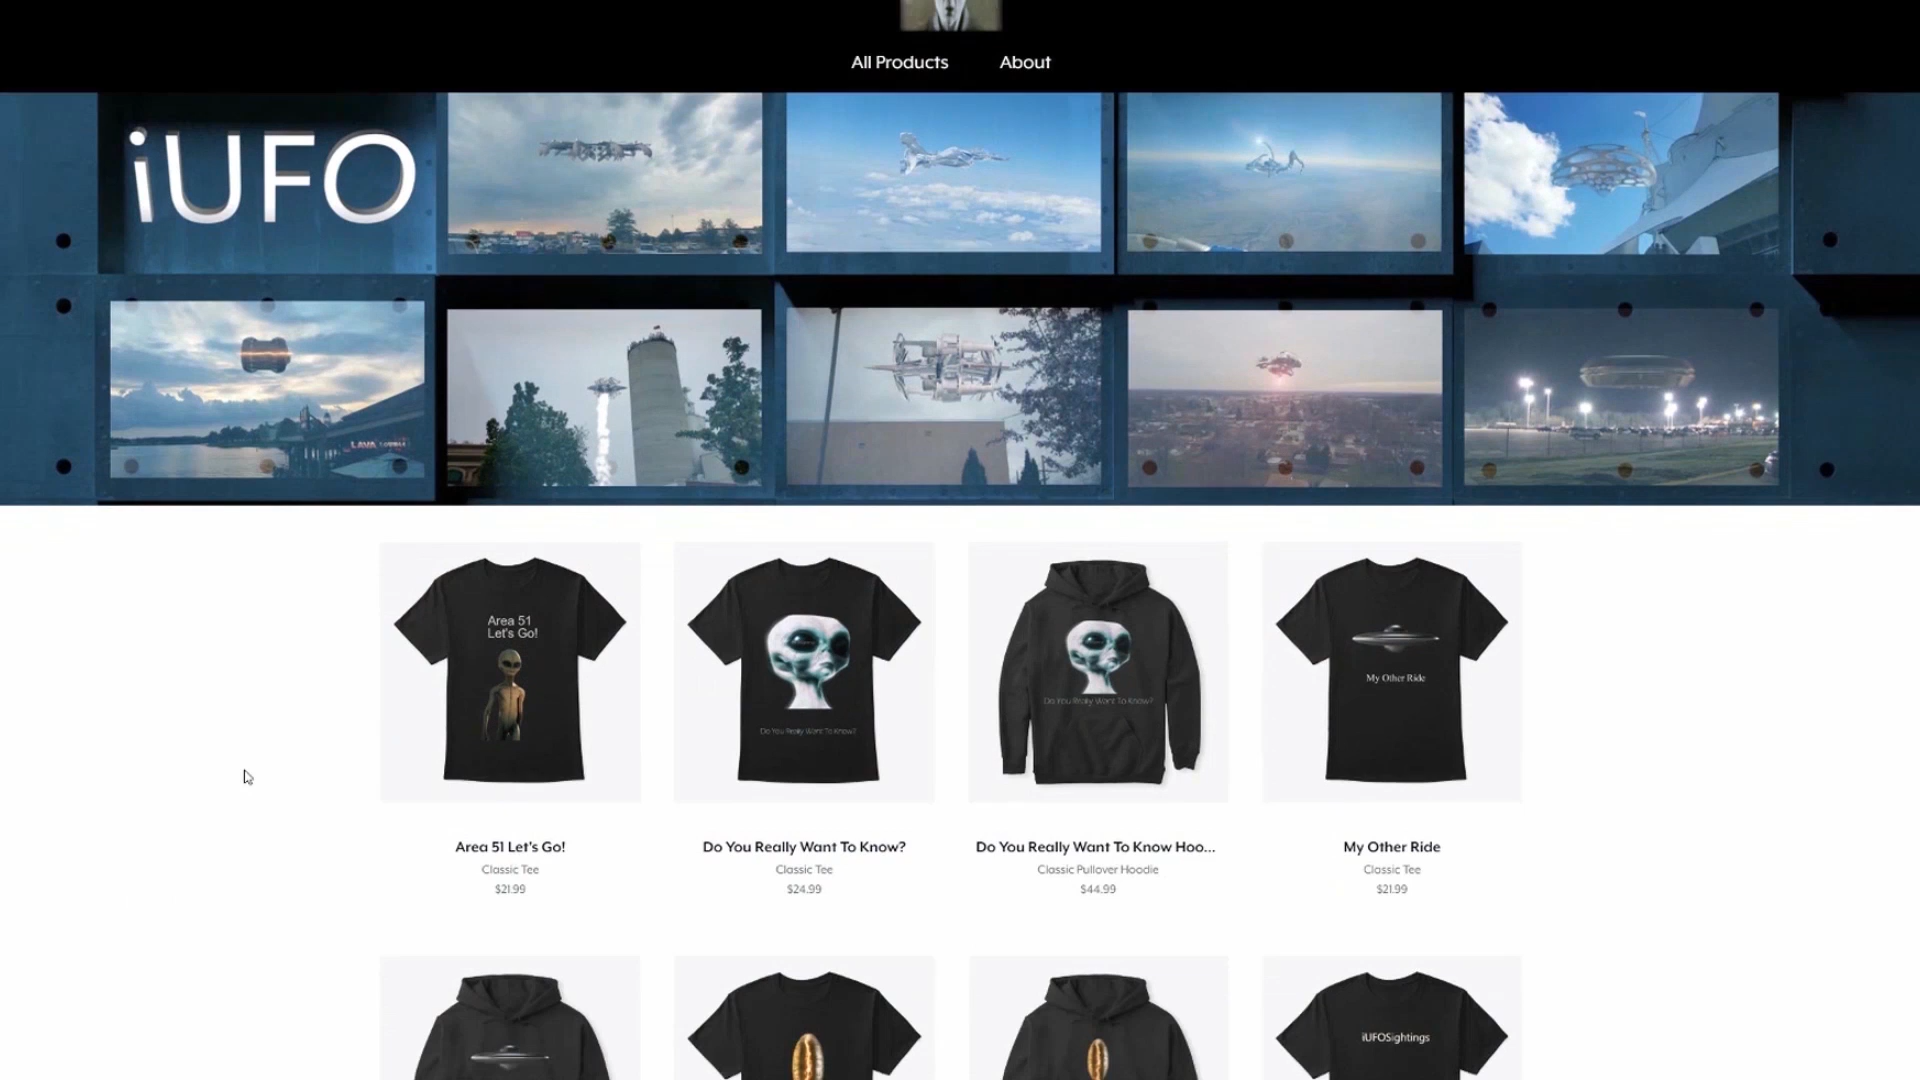 All Products
About
iUFO
LAVA
Area 51
Let's Go!
Do You Really Want To Know?
Do You Really Want To Know?
My Other Ride
Area 51 Let's Go!
Do You Really Want To Know?
Do You Really Want To Know Hoo...
My Other Ride
Classic Tee
Classic Tee
Classic Pullover Hoodie
Classic Tee
$21.99
$24.99
$44.99
$21.99
iUFOSightings